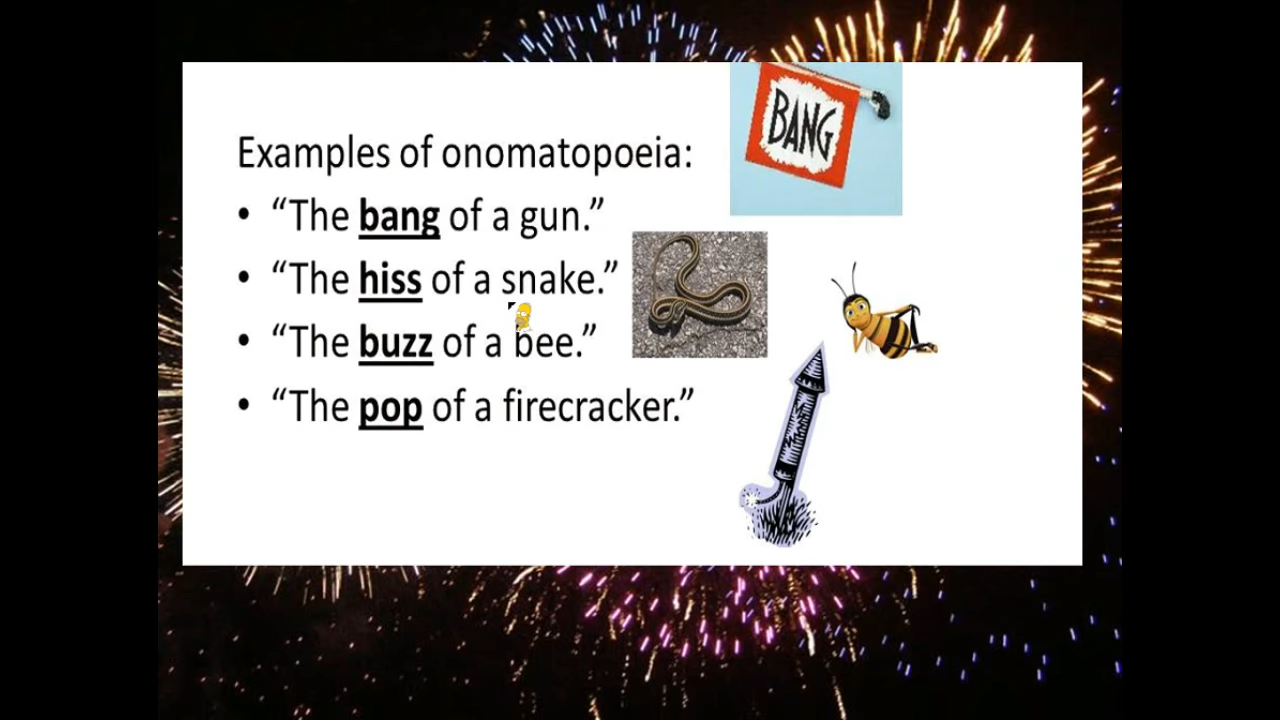 BANG
Examples of onomatopoeia:
• “The bang of a gun.”
• “The hiss of a snake.”
• “The buzz of a bee.”
• “The pop of a firecracker.”